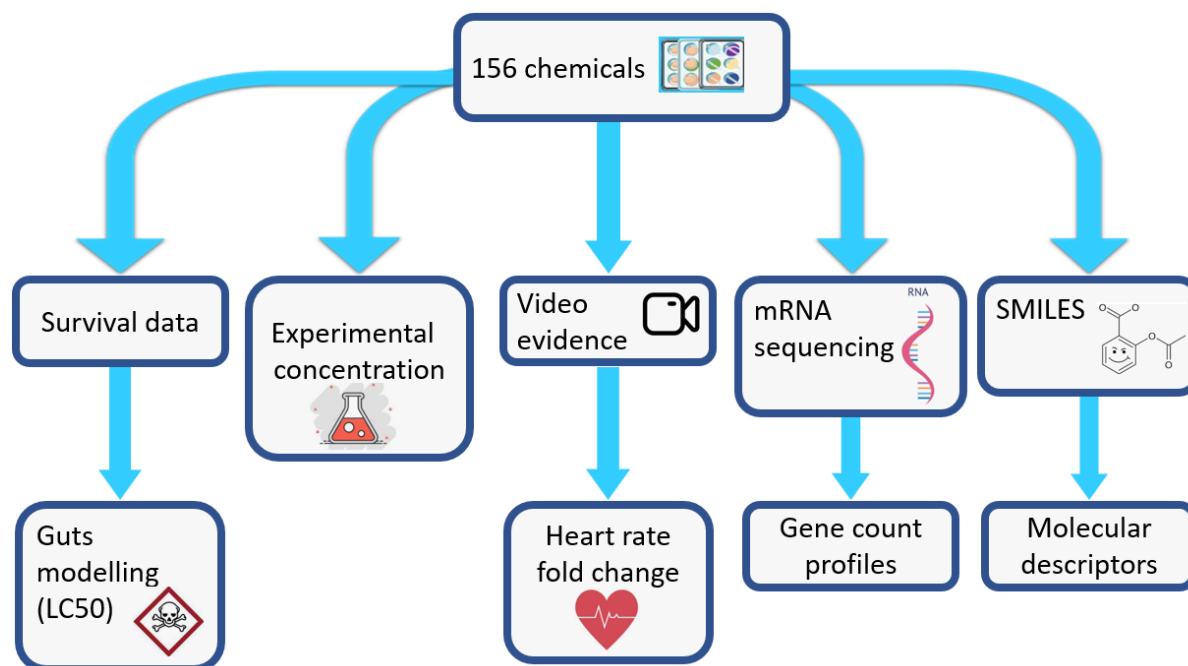 156 chemicals
Survival data
Experimental
concentration
Video
evidence
RNA
mRNA
sequencing
SMILES
O
O
O
O
Guts
modelling
(LC50)
Heart rate
fold change
Gene count
profiles
Molecular
descriptors